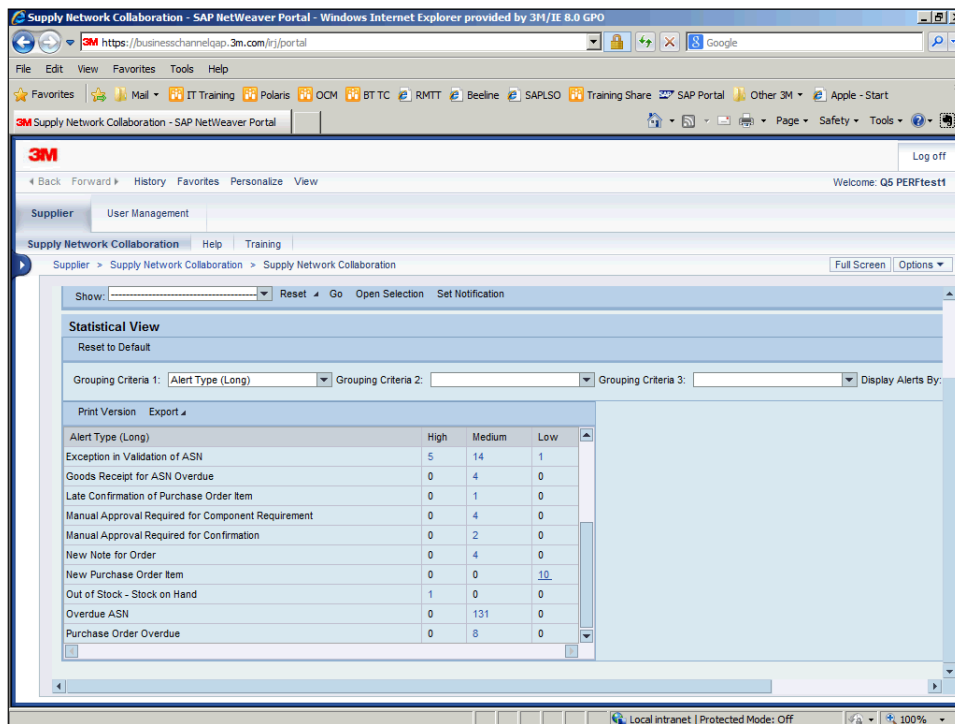 Supply Network Collaboration - SAP NetWeaver Portal - Windows Internet Explorer provided by 3M/IE 8.0 GPO
3M https://businesschannelqap.3m.com/irj/portal
Google
File Edit View Favorites Tools Help
Favorites Mail IT Training Polaris OCM BT TC RMTT Beeline SAPLSO Training Share SAP Portal Other 3M Apple - Start
3M Supply Network Collaboration - SAP NetWeaver Portal Page Safety Tools
3M Log off
Back Forward History Favorites Personalize View Welcome: Q5 PERFtest1
Supplier User Management
Supply Network Collaboration Help Training
Supplier > Supply Network Collaboration > Supply Network Collaboration Full Screen Options
Show: Reset Go Open Selection Set Notification
Statistical View
Reset to Default
Grouping Criteria 1: Alert Type (Long) Grouping Criteria 2: Grouping Criteria 3: Display Alerts By:
Print Version Export
Alert Type (Long) High Medium Low
Exception in Validation of ASN 5 14 1
Goods Receipt for ASN Overdue 0 4 0
Late Confirmation of Purchase Order Item 0 1 0
Manual Approval Required for Component Requirement 0 4 0
Manual Approval Required for Confirmation 0 2 0
New Note for Order 0 4 0
New Purchase Order Item 0 0 10
Out of Stock - Stock on Hand 1 0 0
Overdue ASN 0 131 0
Purchase Order Overdue 0 8 0
Local intranet | Protected Mode: Off 100%